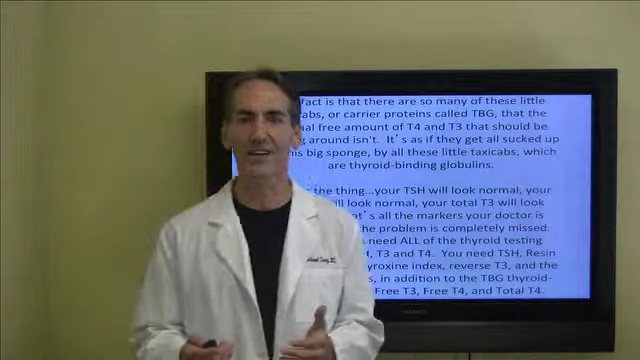 fact is that there are so many of these little
cabs, or carrier proteins called TBG, that the
free amount of T4 and T3 that should be
around isn't. It's as if they get all sucked up
big sponge, by all these little taxicabs, which
are thyroid-binding globulins.
the thing...your TSH will look normal, your
will look normal, your total T3 will look
all the markers your doctor is
the problem is completely missed.
need ALL of the thyroid testing
T3 and T4. You need TSH, Resin
index, reverse T3, and the
in addition to the TBG thyroid-
Free T3, Free T4, and Total T4.